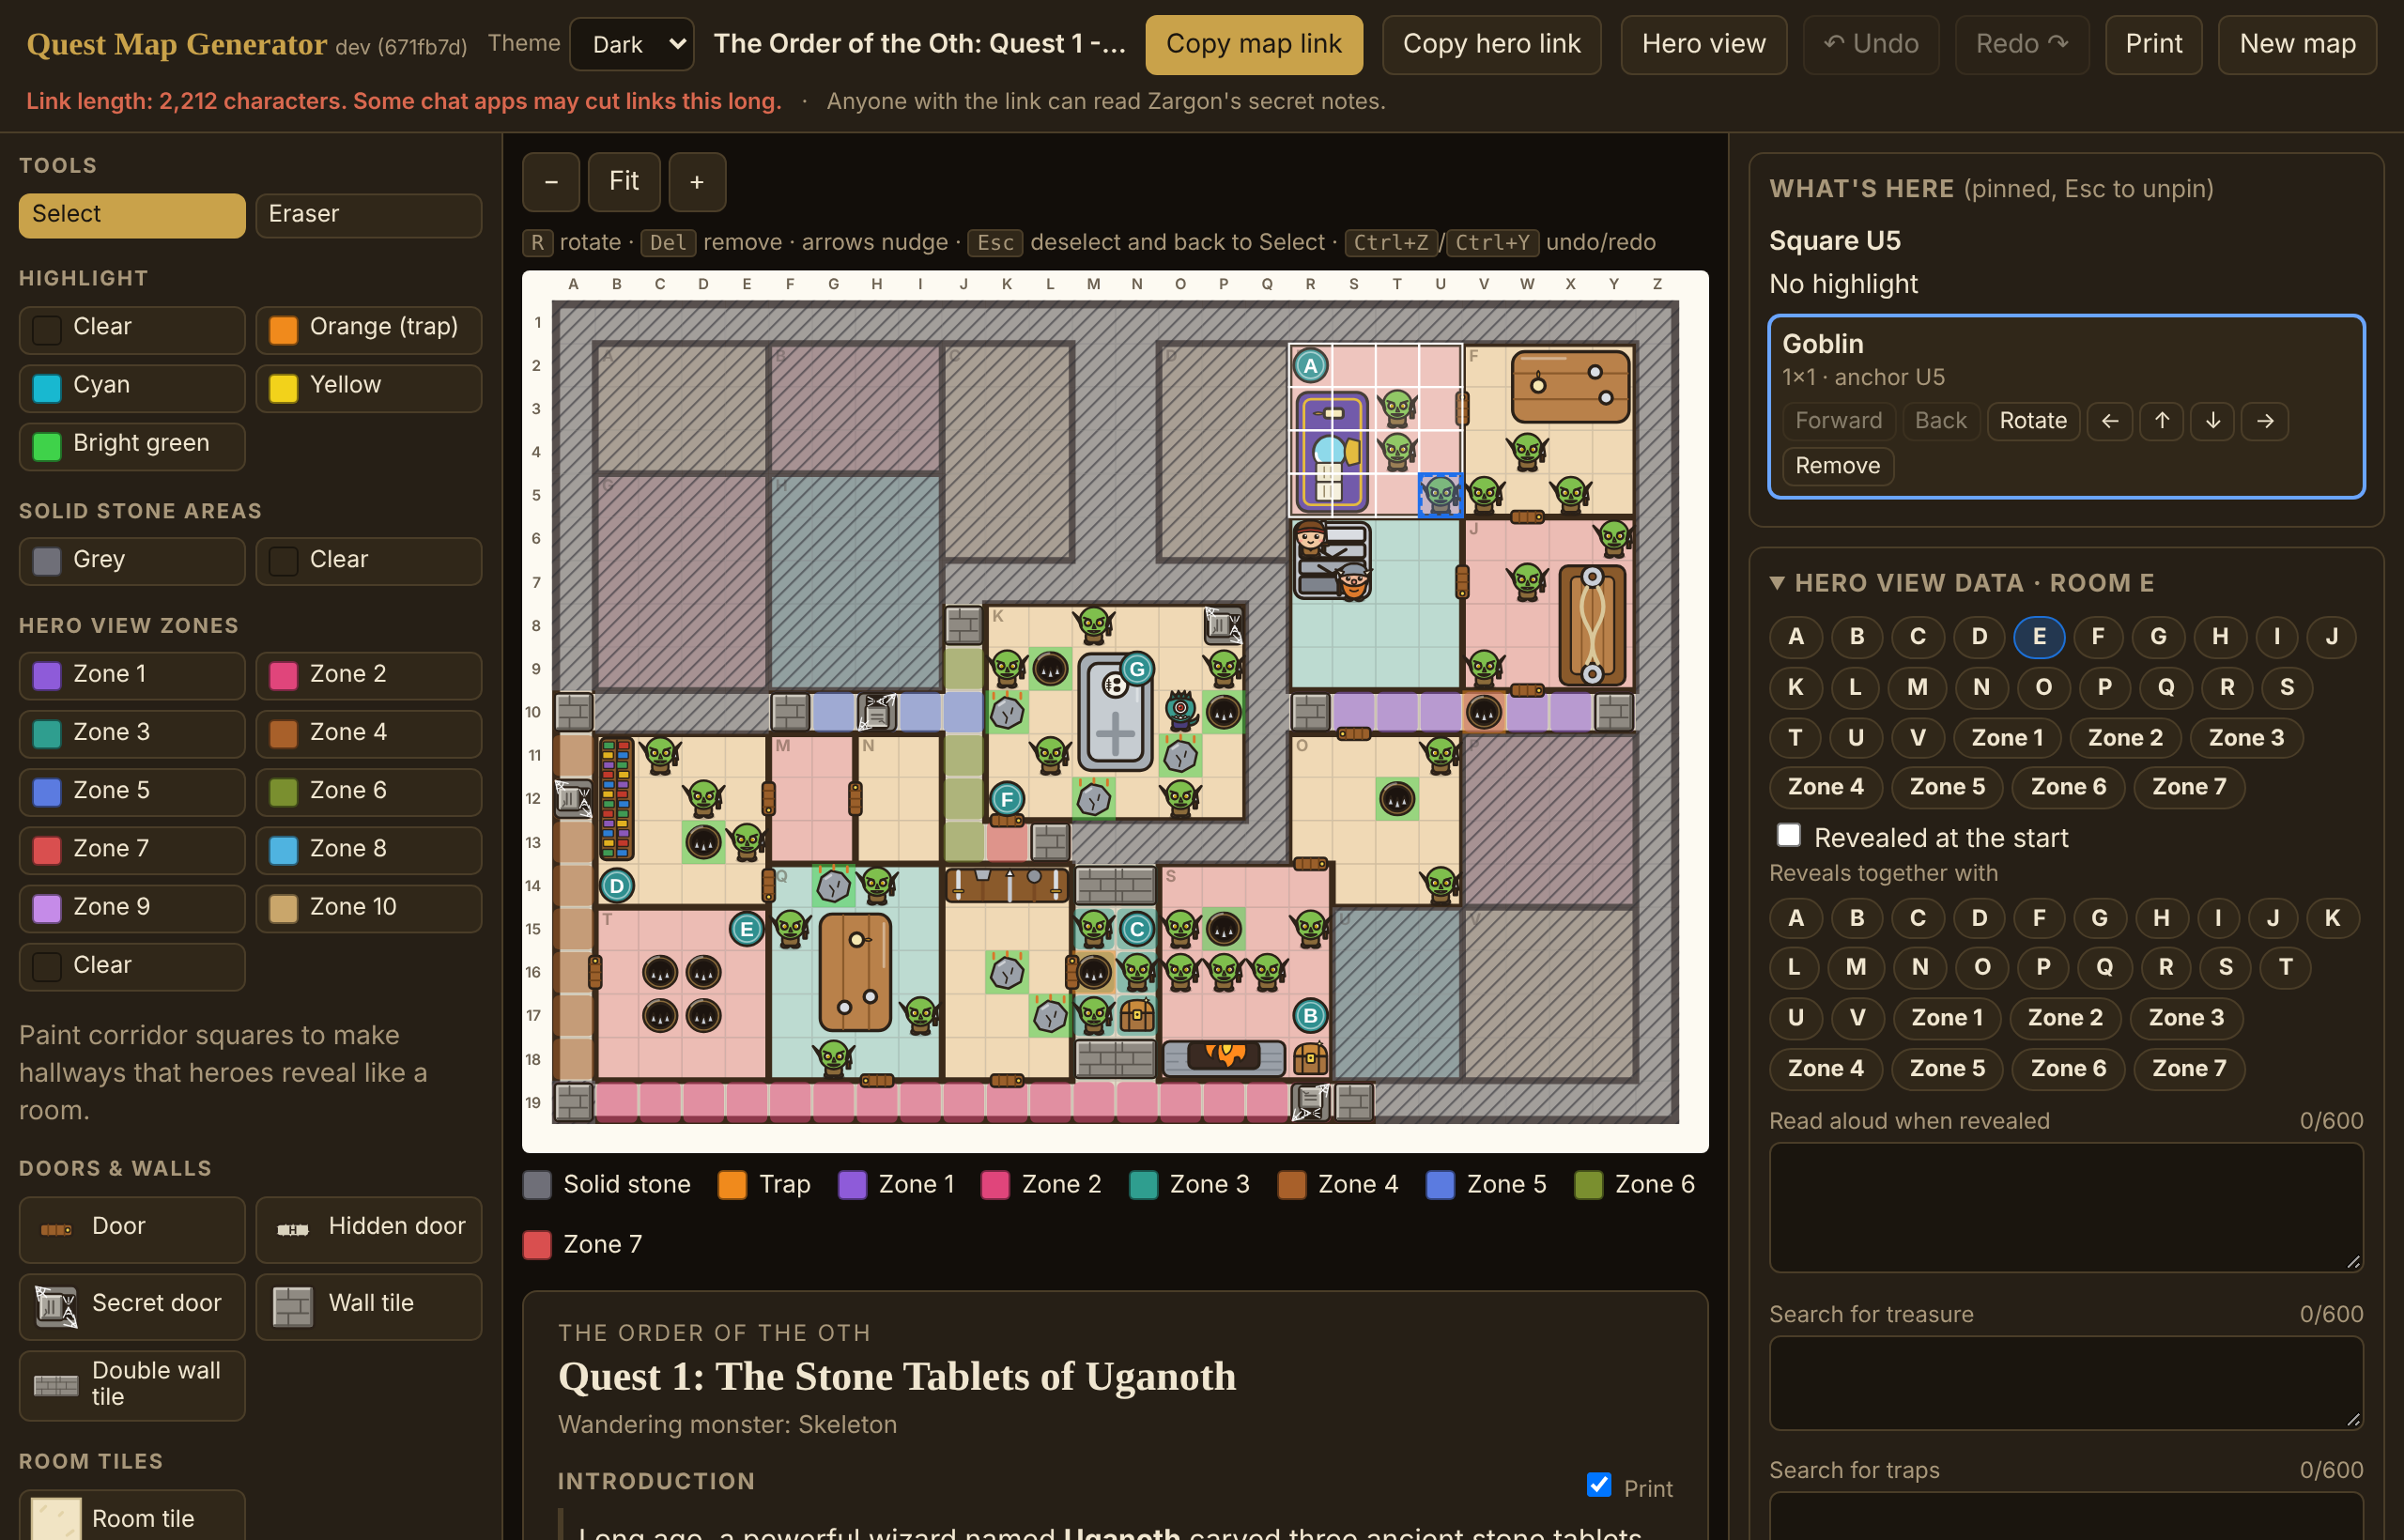 Quest Map Generator dev (671fb7d) Theme Dark The Order of the Oth: Quest 1 -... Copy map link Copy hero link Hero view ↶ Undo Redo ↷ Print New map
Link length: 2,212 characters. Some chat apps may cut links this long. · Anyone with the link can read Zargon's secret notes.
TOOLS
Select Eraser
HIGHLIGHT
Clear Orange (trap)
Cyan Yellow
Bright green
SOLID STONE AREAS
Grey Clear
HERO VIEW ZONES
Zone 1 Zone 2
Zone 3 Zone 4
Zone 5 Zone 6
Zone 7 Zone 8
Zone 9 Zone 10
Clear
Paint corridor squares to make
hallways that heroes reveal like a
room.
DOORS & WALLS
Door Hidden door
Secret door Wall tile
Double wall
tile
ROOM TILES
Room tile
− Fit +
R rotate · Del remove · arrows nudge · Esc deselect and back to Select · Ctrl+Z/Ctrl+Y undo/redo
A B C D E F G H I J K L M N O P Q R S T U V W X Y Z
1
2 A B C D A F
3
4
5 G H
6 J
7
8 K
9 G
10
11 M N O P
12 F
13
14 D Q S
15 T E C U V
16
17 B
18
19
Solid stone Trap Zone 1 Zone 2 Zone 3 Zone 4 Zone 5 Zone 6
Zone 7
THE ORDER OF THE OTH
Quest 1: The Stone Tablets of Uganoth
Wandering monster: Skeleton
INTRODUCTION Print
Long ago, a powerful wizard named Uganoth carved three ancient stone tablets
WHAT'S HERE (pinned, Esc to unpin)
Square U5
No highlight
Goblin
1×1 · anchor U5
Forward Back Rotate ← ↑ ↓ →
Remove
▼ HERO VIEW DATA · ROOM E
A B C D E F G H I J
K L M N O P Q R S
T U V Zone 1 Zone 2 Zone 3
Zone 4 Zone 5 Zone 6 Zone 7
Revealed at the start
Reveals together with
A B C D F G H I J K
L M N O P Q R S T
U V Zone 1 Zone 2 Zone 3
Zone 4 Zone 5 Zone 6 Zone 7
Read aloud when revealed 0/600
Search for treasure 0/600
Search for traps 0/600